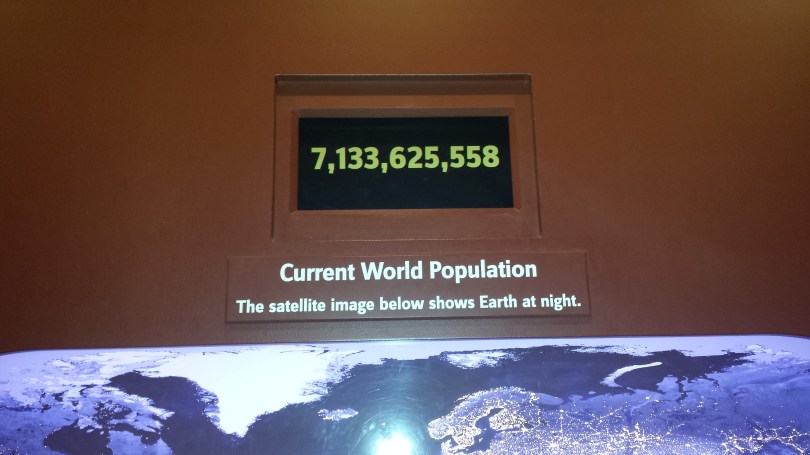 7,133,625,558
Current World Population
The satellite image below shows Earth at night.